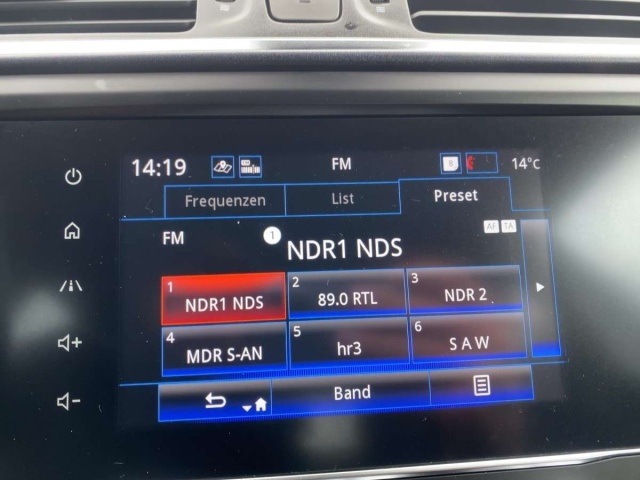 14:19 FM 14°C
Frequenzen List Preset
FM 1 NDR1 NDS AF TA
1 NDR1 NDS 2 89.0 RTL 3 NDR 2
4 MDR S-AN 5 hr3 6 S A W
Band